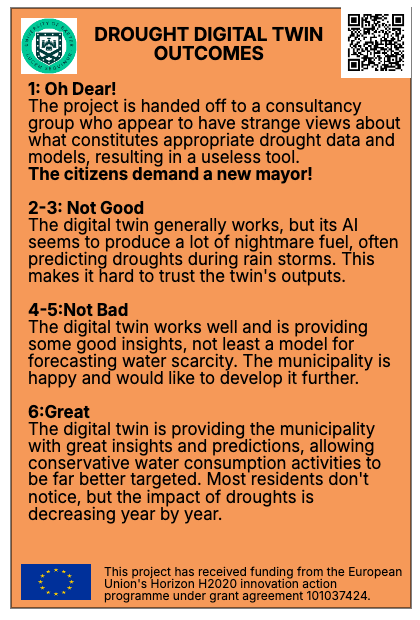 DROUGHT DIGITAL TWIN
OUTCOMES
1: Oh Dear!
The project is handed off to a consultancy
group who appear to have strange views about
what constitutes appropriate drought data and
models, resulting in a useless tool.
The citizens demand a new mayor!
2-3: Not Good
The digital twin generally works, but its AI
seems to produce a lot of nightmare fuel, often
predicting droughts during rain storms. This
makes it hard to trust the twin's outputs.
4-5:Not Bad
The digital twin works well and is providing
some good insights, not least a model for
forecasting water scarcity. The municipality is
happy and would like to develop it further.
6:Great
The digital twin is providing the municipality
with great insights and predictions, allowing
conservative water consumption activities to
be far better targeted. Most residents don't
notice, but the impact of droughts is
decreasing year by year.
This project has received funding from the European
Union's Horizon H2020 innovation action
programme under grant agreement 101037424.